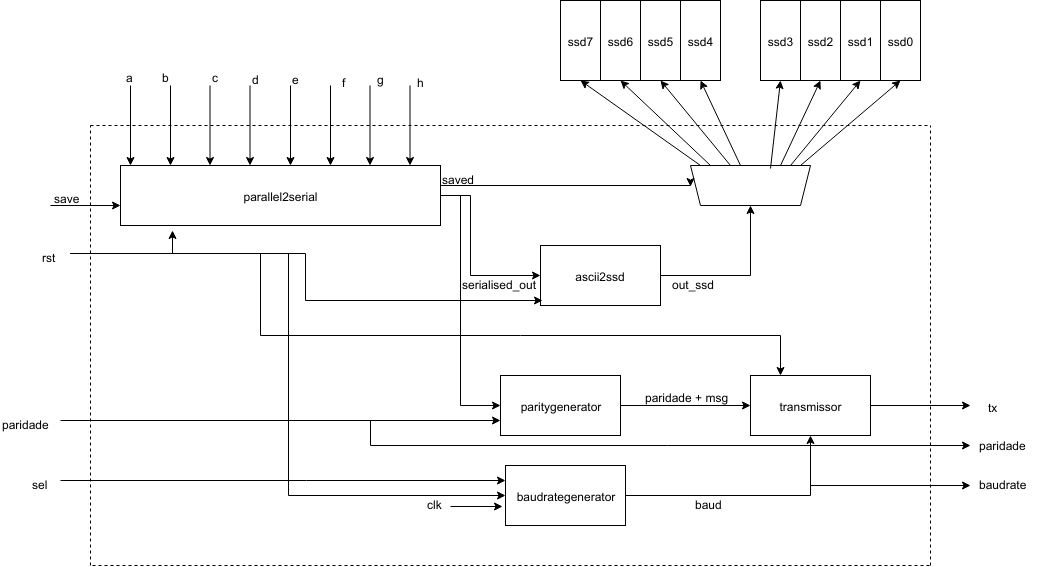 ssd7 ssd6 ssd5 ssd4 ssd3 ssd2 ssd1 ssd0
a b c d e f g h
saved
save
parallel2serial
rst
ascii2ssd
serialised_out
out_ssd
paritygenerator
paridade + msg
transmissor
tx
paridade
paridade
sel
baudrategenerator
baudrate
clk
baud